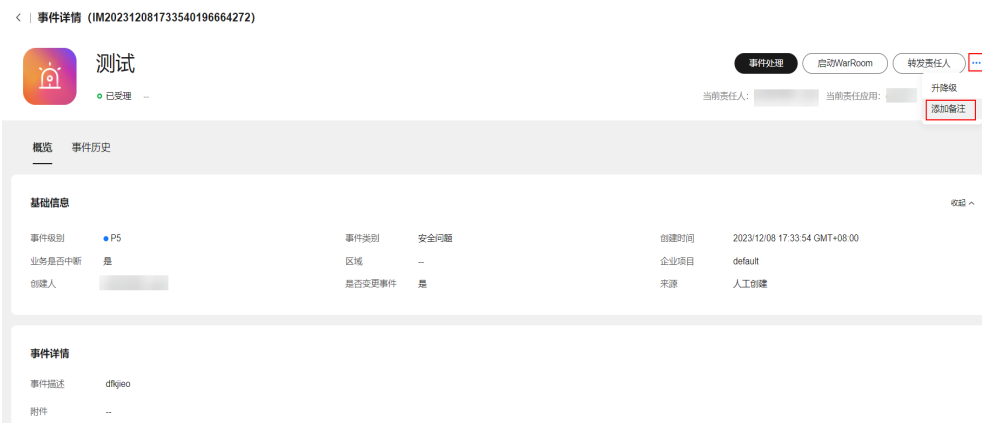 事件详情（IM202312081733540196664272）
测试
事件处理 启动WarRoom 转发责任人 ...
已受理 --
当前责任人： 当前责任应用：
升降级
添加备注
概览 事件历史
基础信息 收起
事件级别 P5 事件类别 安全问题 创建时间 2023/12/08 17:33:54 GMT+08:00
业务是否中断 是 区域 -- 企业项目 default
创建人 是否变更事件 是 来源 人工创建
事件详情
事件描述 dfkjieo
附件 --